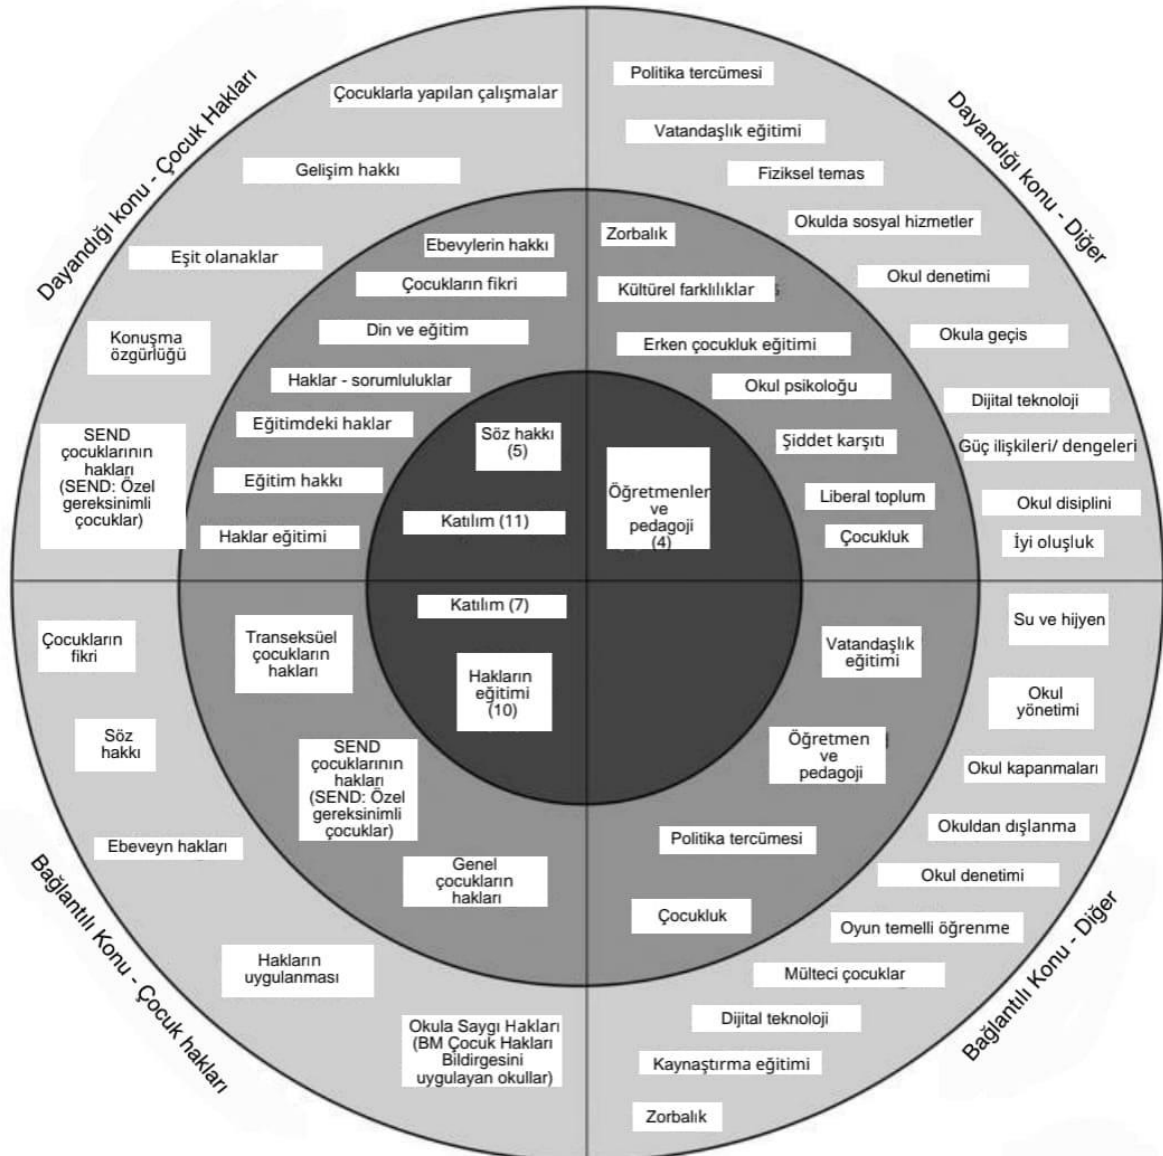 Dayandığı konu - Çocuk Hakları
Çocuklarla yapılan çalışmalar
Gelişim hakkı
Eşit olanaklar
Konuşma
özgürlüğü
SEND
çocuklarının
hakları
(SEND: Özel
gereksinimli
çocuklar)
Ebevylerin hakkı
Çocukların fikri
Din ve eğitim
Haklar - sorumluluklar
Eğitimdeki haklar
Eğitim hakkı
Haklar eğitimi
Söz hakkı
(5)
Katılım (11)
Dayandığı konu - Diğer
Politika tercümesi
Vatandaşlık eğitimi
Fiziksel temas
Okulda sosyal hizmetler
Okul denetimi
Okula geçis
Dijital teknoloji
Güç ilişkileri/ dengeleri
Okul disiplini
İyi oluşluk
Zorbalık
Kültürel farklılıklar
Erken çocukluk eğitimi
Okul psikoloğu
Şiddet karşıtı
Liberal toplum
Çocukluk
Öğretmenler
ve
pedagoji
(4)
Bağlantılı Konu - Çocuk hakları
Katılım (7)
Hakların
eğitimi
(10)
Transeksüel
çocukların
hakları
SEND
çocuklarının
hakları
(SEND: Özel
gereksinimli
çocuklar)
Genel
çocukların
hakları
Çocukların
fikri
Söz
hakkı
Ebeveyn hakları
Hakların
uygulanması
Okula Saygı Hakları
(BM Çocuk Hakları
Bildirgesini
uygulayan okullar)
Bağlantılı Konu - Diğer
Vatandaşlık
eğitimi
Öğretmen
ve
pedagoji
Politika tercümesi
Çocukluk
Su ve hijyen
Okul
yönetimi
Okul kapanmaları
Okuldan dışlanma
Okul denetimi
Oyun temelli öğrenme
Mülteci çocuklar
Dijital teknoloji
Kaynaştırma eğitimi
Zorbalık